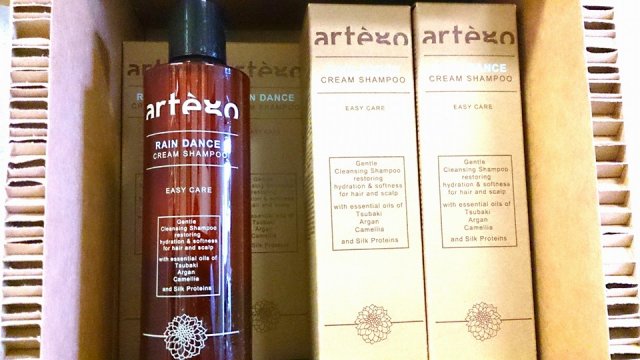 artègo
RAIN DANCE
CREAM SHAMPOO
EASY CARE
Gentle
Cleansing Shampoo
restoring
hydration & softness
for hair and scalp
with essential oils of
Tsubaki
Argan
Camellia
and Silk Proteins
DANCE
artègo
CREAM SHAMPOO
EASY CARE
Gentle
Cleansing Shampoo
restoring
hydration & softness
for hair and scalp
with essential oils of
Tsubaki
Argan
Camellia
and Silk Proteins
artègo
DANCE
CREAM SHAMPOO
EASY CARE
Gentle
Cleansing Shampoo
restoring
hydration & softness
for hair and scalp
with essential oils of
Tsubaki
Argan
Camellia
and Silk Proteins